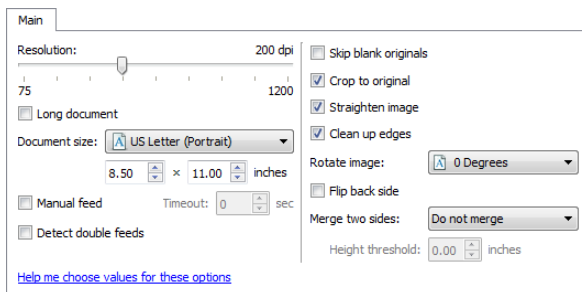 Main
Resolution: 200 dpi
75 1200
Long document
Document size: A US Letter (Portrait)
8.50 × 11.00 inches
Manual feed Timeout: 0 sec
Detect double feeds
Help me choose values for these options
Skip blank originals
Crop to original
Straighten image
Clean up edges
Rotate image: A 0 Degrees
Flip back side
Merge two sides: Do not merge
Height threshold: 0.00 inches